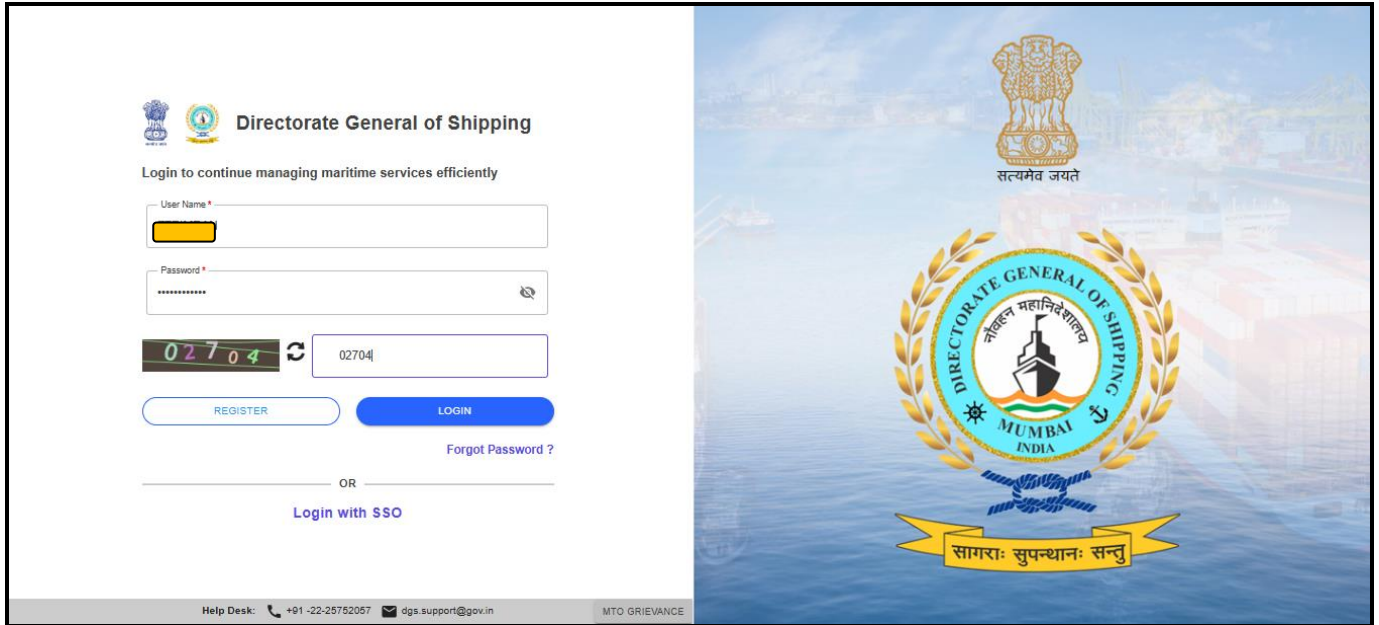 Directorate General of Shipping
Login to continue managing maritime services efficiently
User Name *
Password *
••••••••••••
02704
02704
REGISTER
LOGIN
Forgot Password ?
OR
Login with SSO
Help Desk: +91 -22-25752057 dgs.support@gov.in
MTO GRIEVANCE
सत्यमेव जयते
DIRECTORATE GENERAL OF SHIPPING
नौवहन महानिदेशालय
MUMBAI
INDIA
सागराः सुपन्थानः सन्तु